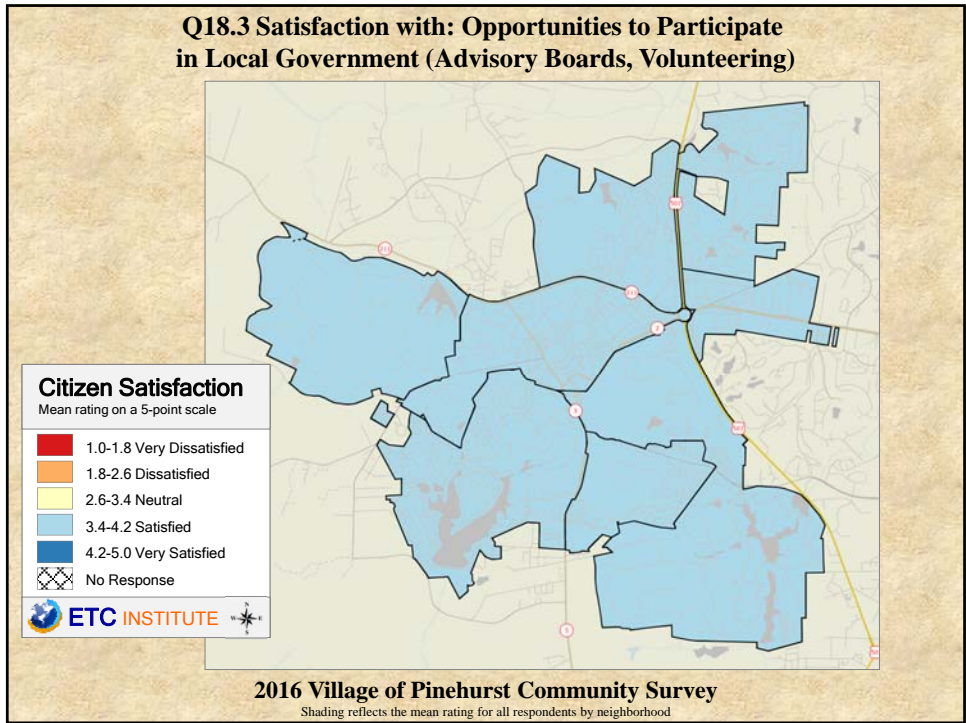 Q18.3 Satisfaction with: Opportunities to Participate
in Local Government (Advisory Boards, Volunteering)
211
5
Citizen Satisfaction
Mean rating on a 5-point scale
1.0-1.8 Very Dissatisfied
1.8-2.6 Dissatisfied
2.6-3.4 Neutral
3.4-4.2 Satisfied
4.2-5.0 Very Satisfied
No Response
ETC INSTITUTE
N
W E
S
5
2016 Village of Pinehurst Community Survey
Shading reflects the mean rating for all respondents by neighborhood